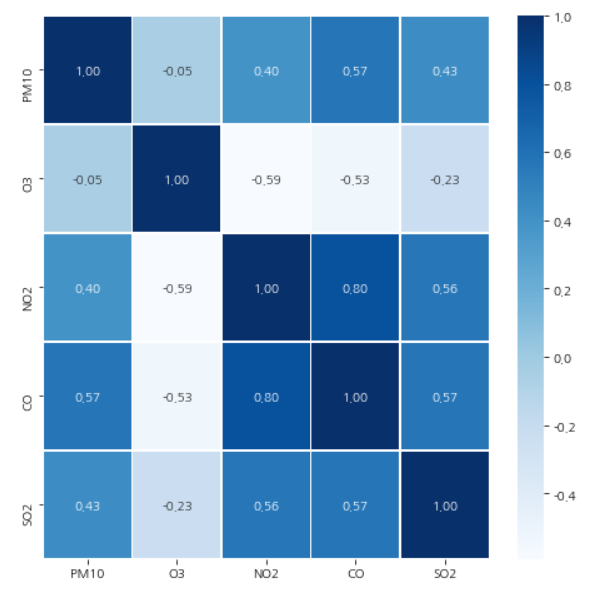 PM10 1,00 -0,05 0,40 0,57 0,43
O3 -0,05 1,00 -0,59 -0,53 -0,23
NO2 0,40 -0,59 1,00 0,80 0,56
CO 0,57 -0,53 0,80 1,00 0,57
SO2 0,43 -0,23 0,56 0,57 1,00
PM10 O3 NO2 CO SO2
1,0
0,8
0,6
0,4
0,2
0,0
-0,2
-0,4